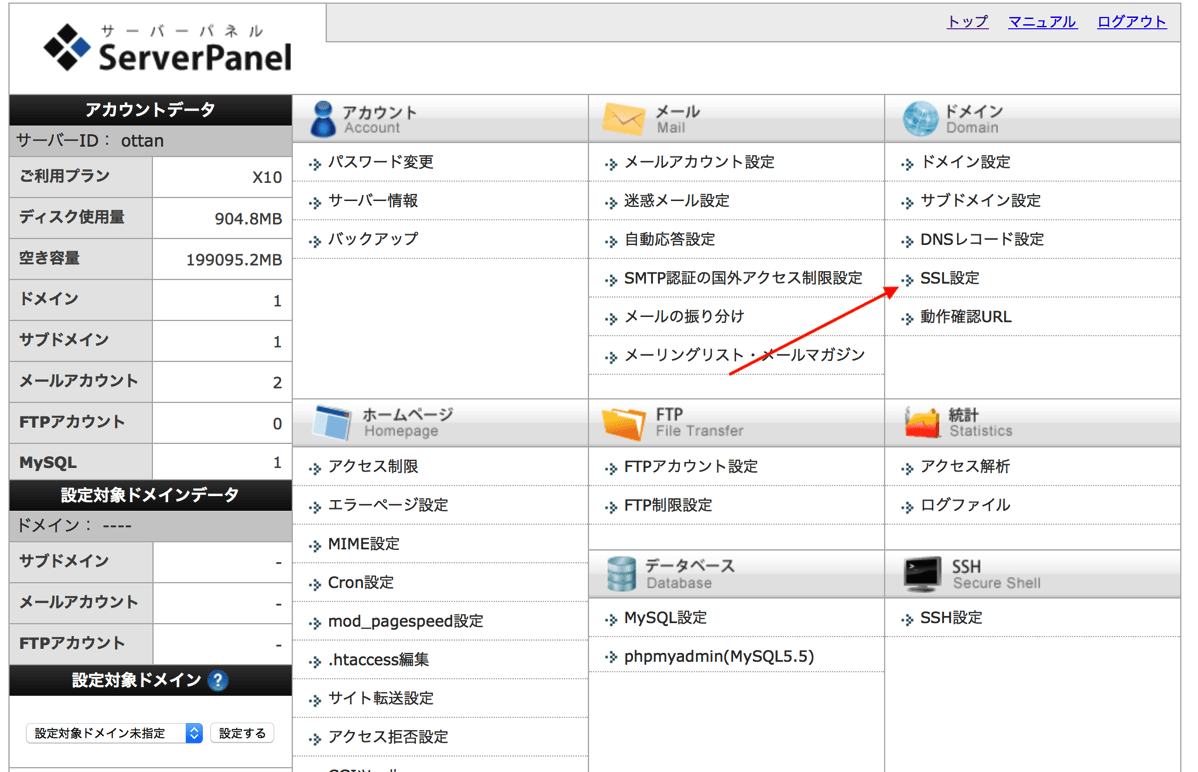 サーバーパネル
ServerPanel
トップ マニュアル ログアウト
アカウントデータ
サーバーID： ottan
ご利用プラン X10
ディスク使用量 904.8MB
空き容量 199095.2MB
ドメイン 1
サブドメイン 1
メールアカウント 2
FTPアカウント 0
MySQL 1
設定対象ドメインデータ
ドメイン： ----
サブドメイン -
メールアカウント -
FTPアカウント -
設定対象ドメイン ?
設定対象ドメイン未指定 設定する
アカウント
Account
パスワード変更
サーバー情報
バックアップ
メール
Mail
メールアカウント設定
迷惑メール設定
自動応答設定
SMTP認証の国外アクセス制限設定
メールの振り分け
メーリングリスト・メールマガジン
ドメイン
Domain
ドメイン設定
サブドメイン設定
DNSレコード設定
SSL設定
動作確認URL
ホームページ
Homepage
アクセス制限
エラーページ設定
MIME設定
Cron設定
mod_pagespeed設定
.htaccess編集
サイト転送設定
アクセス拒否設定
FTP
File Transfer
FTPアカウント設定
FTP制限設定
データベース
Database
MySQL設定
phpmyadmin(MySQL5.5)
統計
Statistics
アクセス解析
ログファイル
SSH
Secure Shell
SSH設定